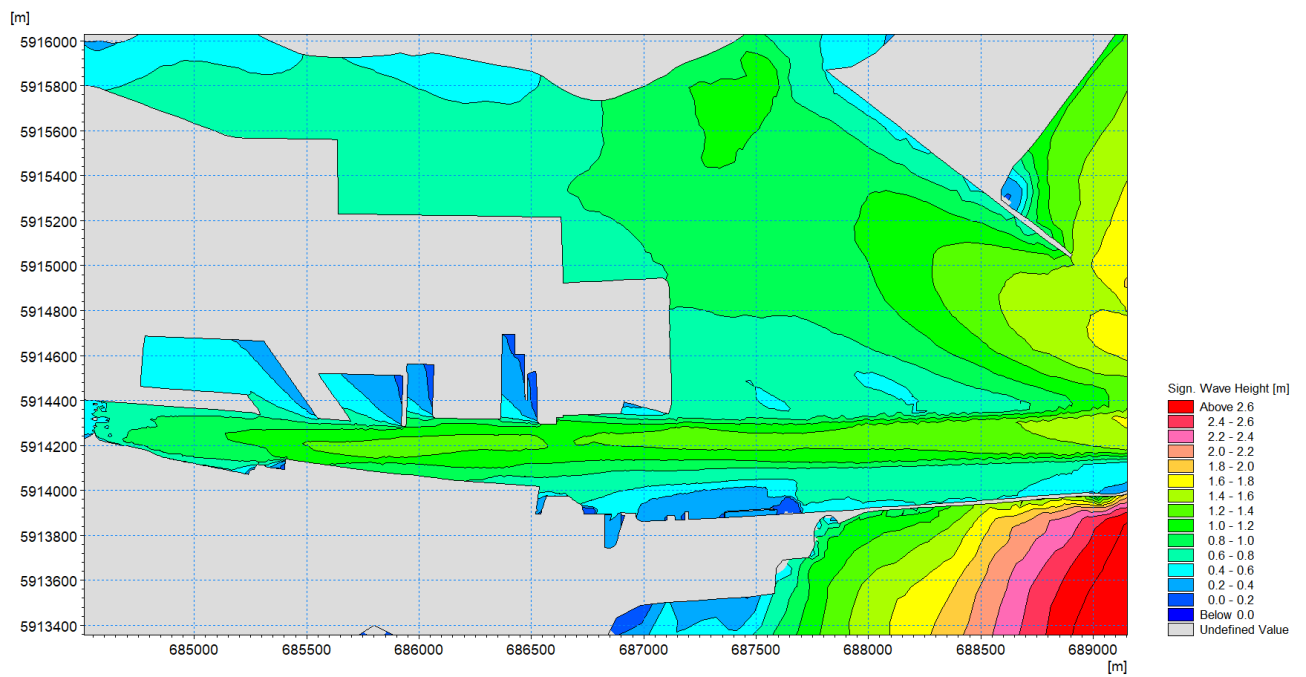 [m]
5916000
5915800
5915600
5915400
5915200
5915000
5914800
5914600
5914400
5914200
5914000
5913800
5913600
5913400
685000 685500 686000 686500 687000 687500 688000 688500 689000
[m]
Sign. Wave Height [m]
Above 2.6
2.4 - 2.6
2.2 - 2.4
2.0 - 2.2
1.8 - 2.0
1.6 - 1.8
1.4 - 1.6
1.2 - 1.4
1.0 - 1.2
0.8 - 1.0
0.6 - 0.8
0.4 - 0.6
0.2 - 0.4
0.0 - 0.2
Below 0.0
Undefined Value